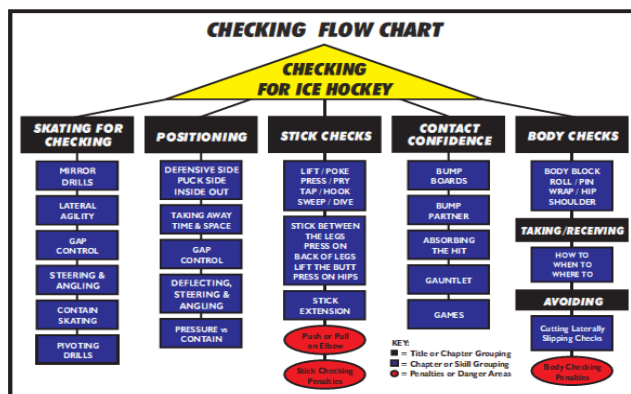 CHECKING FLOW CHART
CHECKING
FOR ICE HOCKEY
SKATING FOR
CHECKING
MIRROR
DRILLS
LATERAL
AGILITY
GAP
CONTROL
STEERING &
ANGLING
CONTAIN
SKATING
PIVOTING
DRILLS
POSITIONING
DEFENSIVE SIDE
PUCK SIDE
INSIDE OUT
TAKING AWAY
TIME & SPACE
GAP
CONTROL
DEFLECTING,
STEERING &
ANGLING
PRESSURE vs
CONTAIN
STICK CHECKS
LIFT / POKE
PRESS / PRY
TAP / HOOK
SWEEP / DIVE
STICK BETWEEN
THE LEGS
PRESS ON
BACK OF LEGS
LIFT THE BUTT
PRESS ON HIPS
STICK
EXTENSION
Push or Pull
on Elbow
Stick Checking
Penalties
CONTACT
CONFIDENCE
BUMP
BOARDS
BUMP
PARTNER
ABSORBING
THE HIT
GAUNTLET
GAMES
BODY CHECKS
BODY BLOCK
ROLL / PIN
WRAP / HIP
SHOULDER
TAKING/RECEIVING
HOW TO
WHEN TO
WHERE TO
AVOIDING
Cutting Laterally
Slipping Checks
Body Checking
Penalties
KEY:
= Title or Chapter Grouping
= Chapter or Skill Grouping
= Penalties or Danger Areas